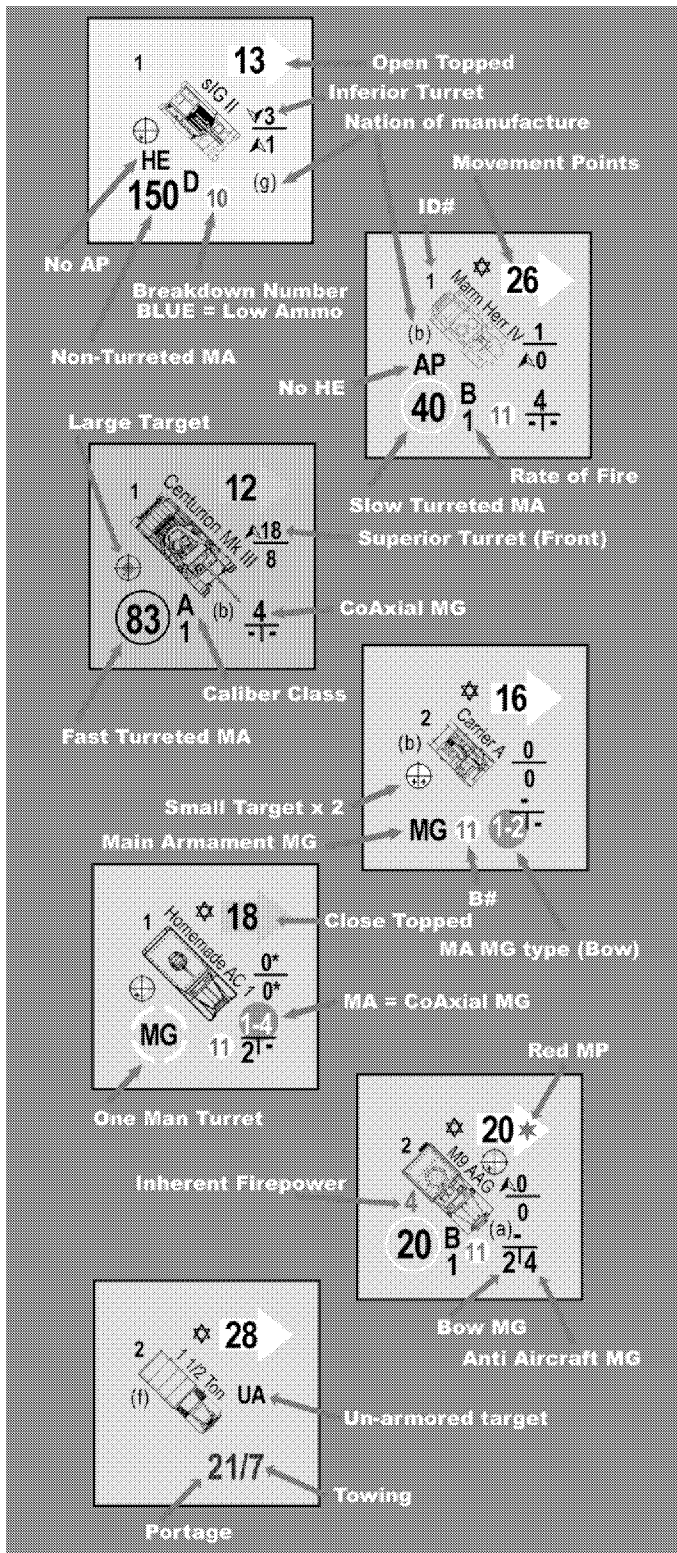 1
13
Open Topped
sIG II
Inferior Turret
3
1
Nation of manufacture
HE
150 D
10
(g)
Movement Points
ID#
No AP
Breakdown Number
BLUE = Low Ammo
Non-Turreted MA
1
26
Marm Herr IV
(b)
1
0
AP
No HE
40
B
1
11
4
-|-
Large Target
Rate of Fire
Slow Turreted MA
1
12
Centurion Mk III
18
8
Superior Turret (Front)
83
A
1
(b)
4
-|-
CoAxial MG
Caliber Class
Fast Turreted MA
16
2
Carrier A
(b)
0
0
Small Target x 2
-
MG
11
1-2
-
Main Armament MG
B#
MA MG type (Bow)
1
18
Close Topped
Homemade AC 1
0*
0*
MG
11
1-4
2|-
MA = CoAxial MG
Red MP
One Man Turret
20*
2
M9 AAG
0
0
Inherent Firepower
4
20
B
1
11
(a)
-
2|4
Bow MG
Anti Aircraft MG
28
2
1 1/2 Ton
(f)
UA
Un-armored target
21/7
Towing
Portage